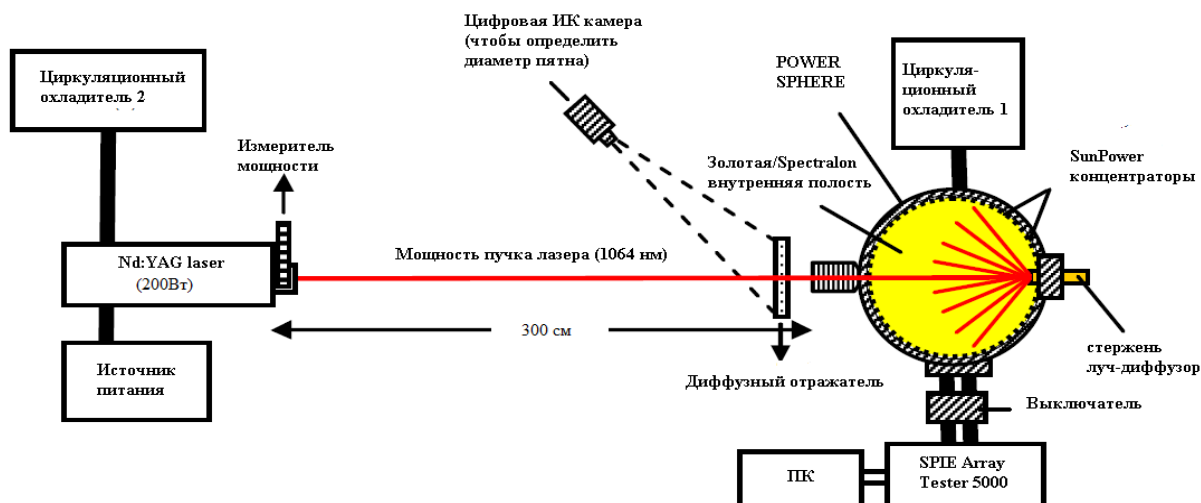 Цифровая ИК камера
(чтобы определить
диаметр пятна)
Циркуляционный
охладитель 2
POWER
SPHERE
Циркуля-
ционный
охладитель 1
Измеритель
мощности
Золотая/Spectralon
внутренняя полость
SunPower
концентраторы
Nd:YAG laser
(200Вт)
Мощность пучка лазера (1064 нм)
300 см
Источник
питания
Диффузный отражатель
стержень
луч-диффузор
Выключатель
ПК
SPIE Array
Tester 5000